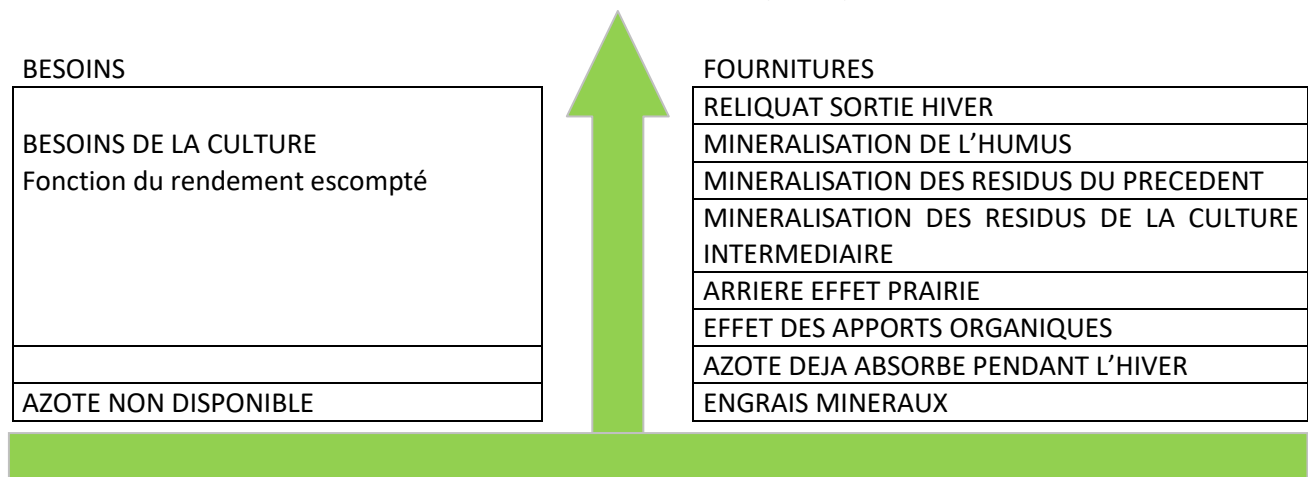 BESOINS
BESOINS DE LA CULTURE
Fonction du rendement escompté
AZOTE NON DISPONIBLE
FOURNITURES
RELIQUAT SORTIE HIVER
MINERALISATION DE L’HUMUS
MINERALISATION DES RESIDUS DU PRECEDENT
MINERALISATION DES RESIDUS DE LA CULTURE
INTERMEDIAIRE
ARRIERE EFFET PRAIRIE
EFFET DES APPORTS ORGANIQUES
AZOTE DEJA ABSORBE PENDANT L’HIVER
ENGRAIS MINERAUX